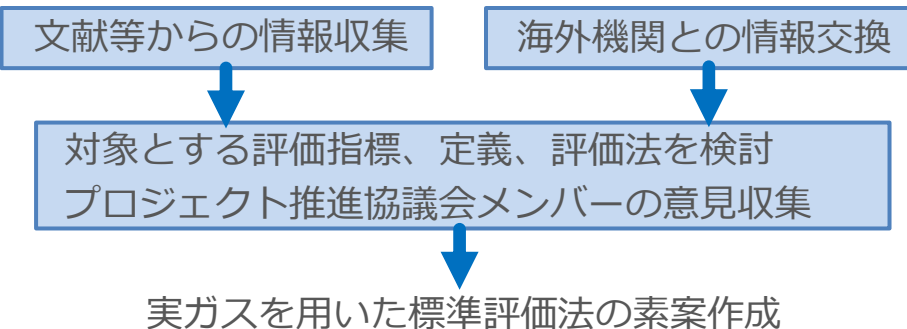 文献等からの情報収集
海外機関との情報交換
対象とする評価指標、定義、評価法を検討
プロジェクト推進協議会メンバーの意見収集
実ガスを用いた標準評価法の素案作成